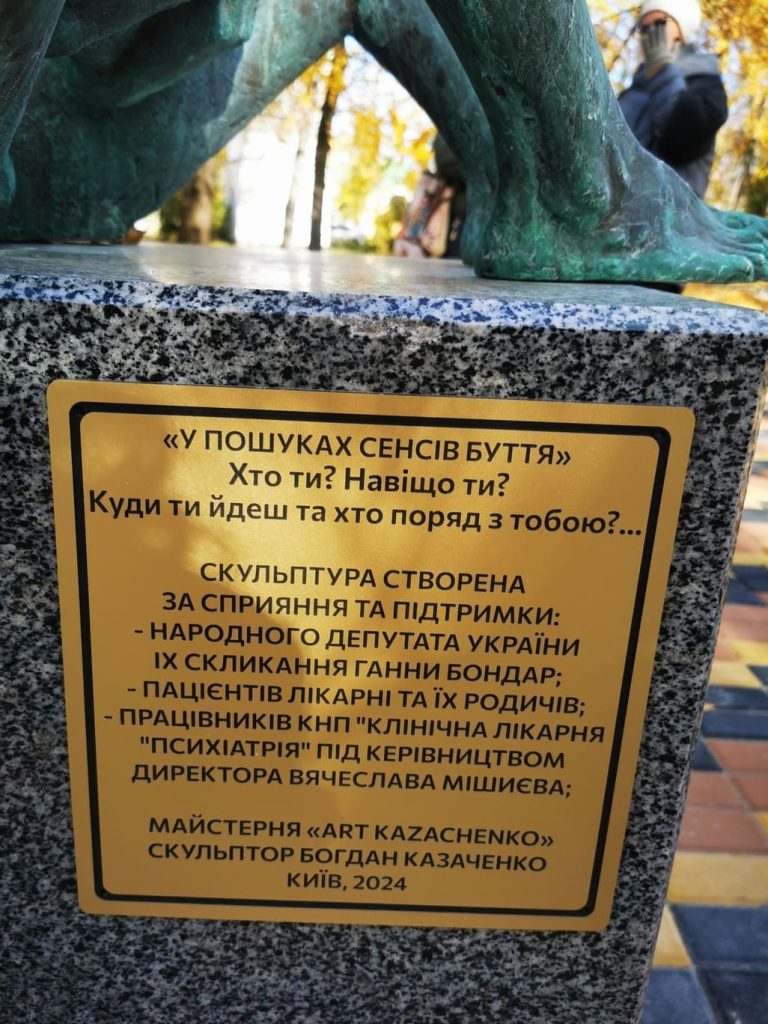 «У ПОШУКАХ СЕНСІВ БУТТЯ»
Хто ти? Навіщо ти?
Куди ти йдеш та хто поряд з тобою?...
СКУЛЬПТУРА СТВОРЕНА
ЗА СПРИЯННЯ ТА ПІДТРИМКИ:
- НАРОДНОГО ДЕПУТАТА УКРАЇНИ
ІХ СКЛИКАННЯ ГАННИ БОНДАР;
- ПАЦІЄНТІВ ЛІКАРНІ ТА ЇХ РОДИЧІВ;
- ПРАЦІВНИКІВ КНП "КЛІНІЧНА ЛІКАРНЯ
"ПСИХІАТРІЯ" ПІД КЕРІВНИЦТВОМ
ДИРЕКТОРА ВЯЧЕСЛАВА МІШИЄВА;
МАЙСТЕРНЯ «ART KAZACHENKO»
СКУЛЬПТОР БОГДАН КАЗАЧЕНКО
КИЇВ, 2024